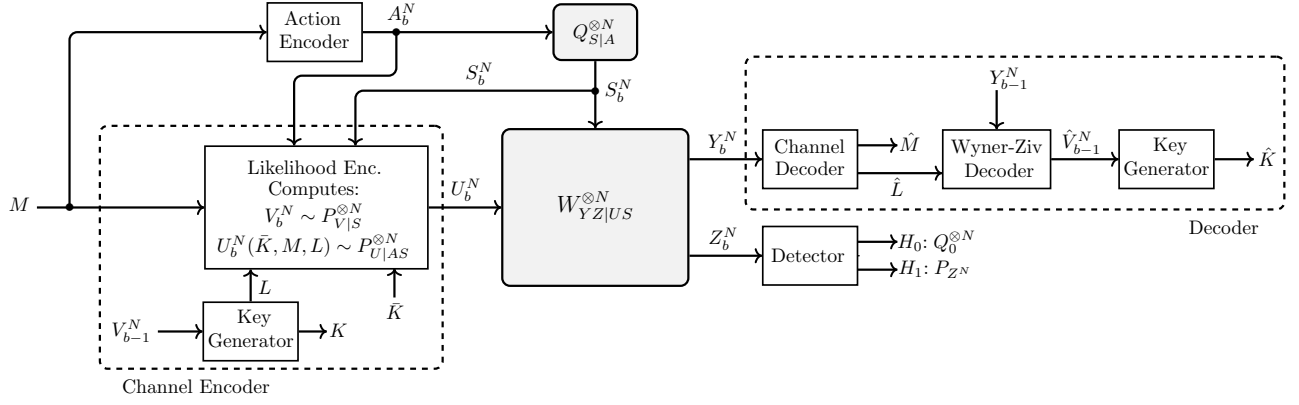 Action
Encoder
A_b^N
Q_{S|A}^{⊗N}
S_b^N
S_b^N
Y_{b-1}^N
Likelihood Enc.
Computes:
V_b^N ∼ P_{V|S}^{⊗N}
U_b^N(K̄, M, L) ∼ P_{U|AS}^{⊗N}
M
U_b^N
W_{YZ|US}^{⊗N}
Y_b^N
Channel
Decoder
M̂
L̂
Wyner-Ziv
Decoder
V̂_{b-1}^N
Key
Generator
K̂
Decoder
Z_b^N
Detector
H_0: Q_0^{⊗N}
H_1: P_{Z^N}
L
K̄
V_{b-1}^N
Key
Generator
K
Channel Encoder